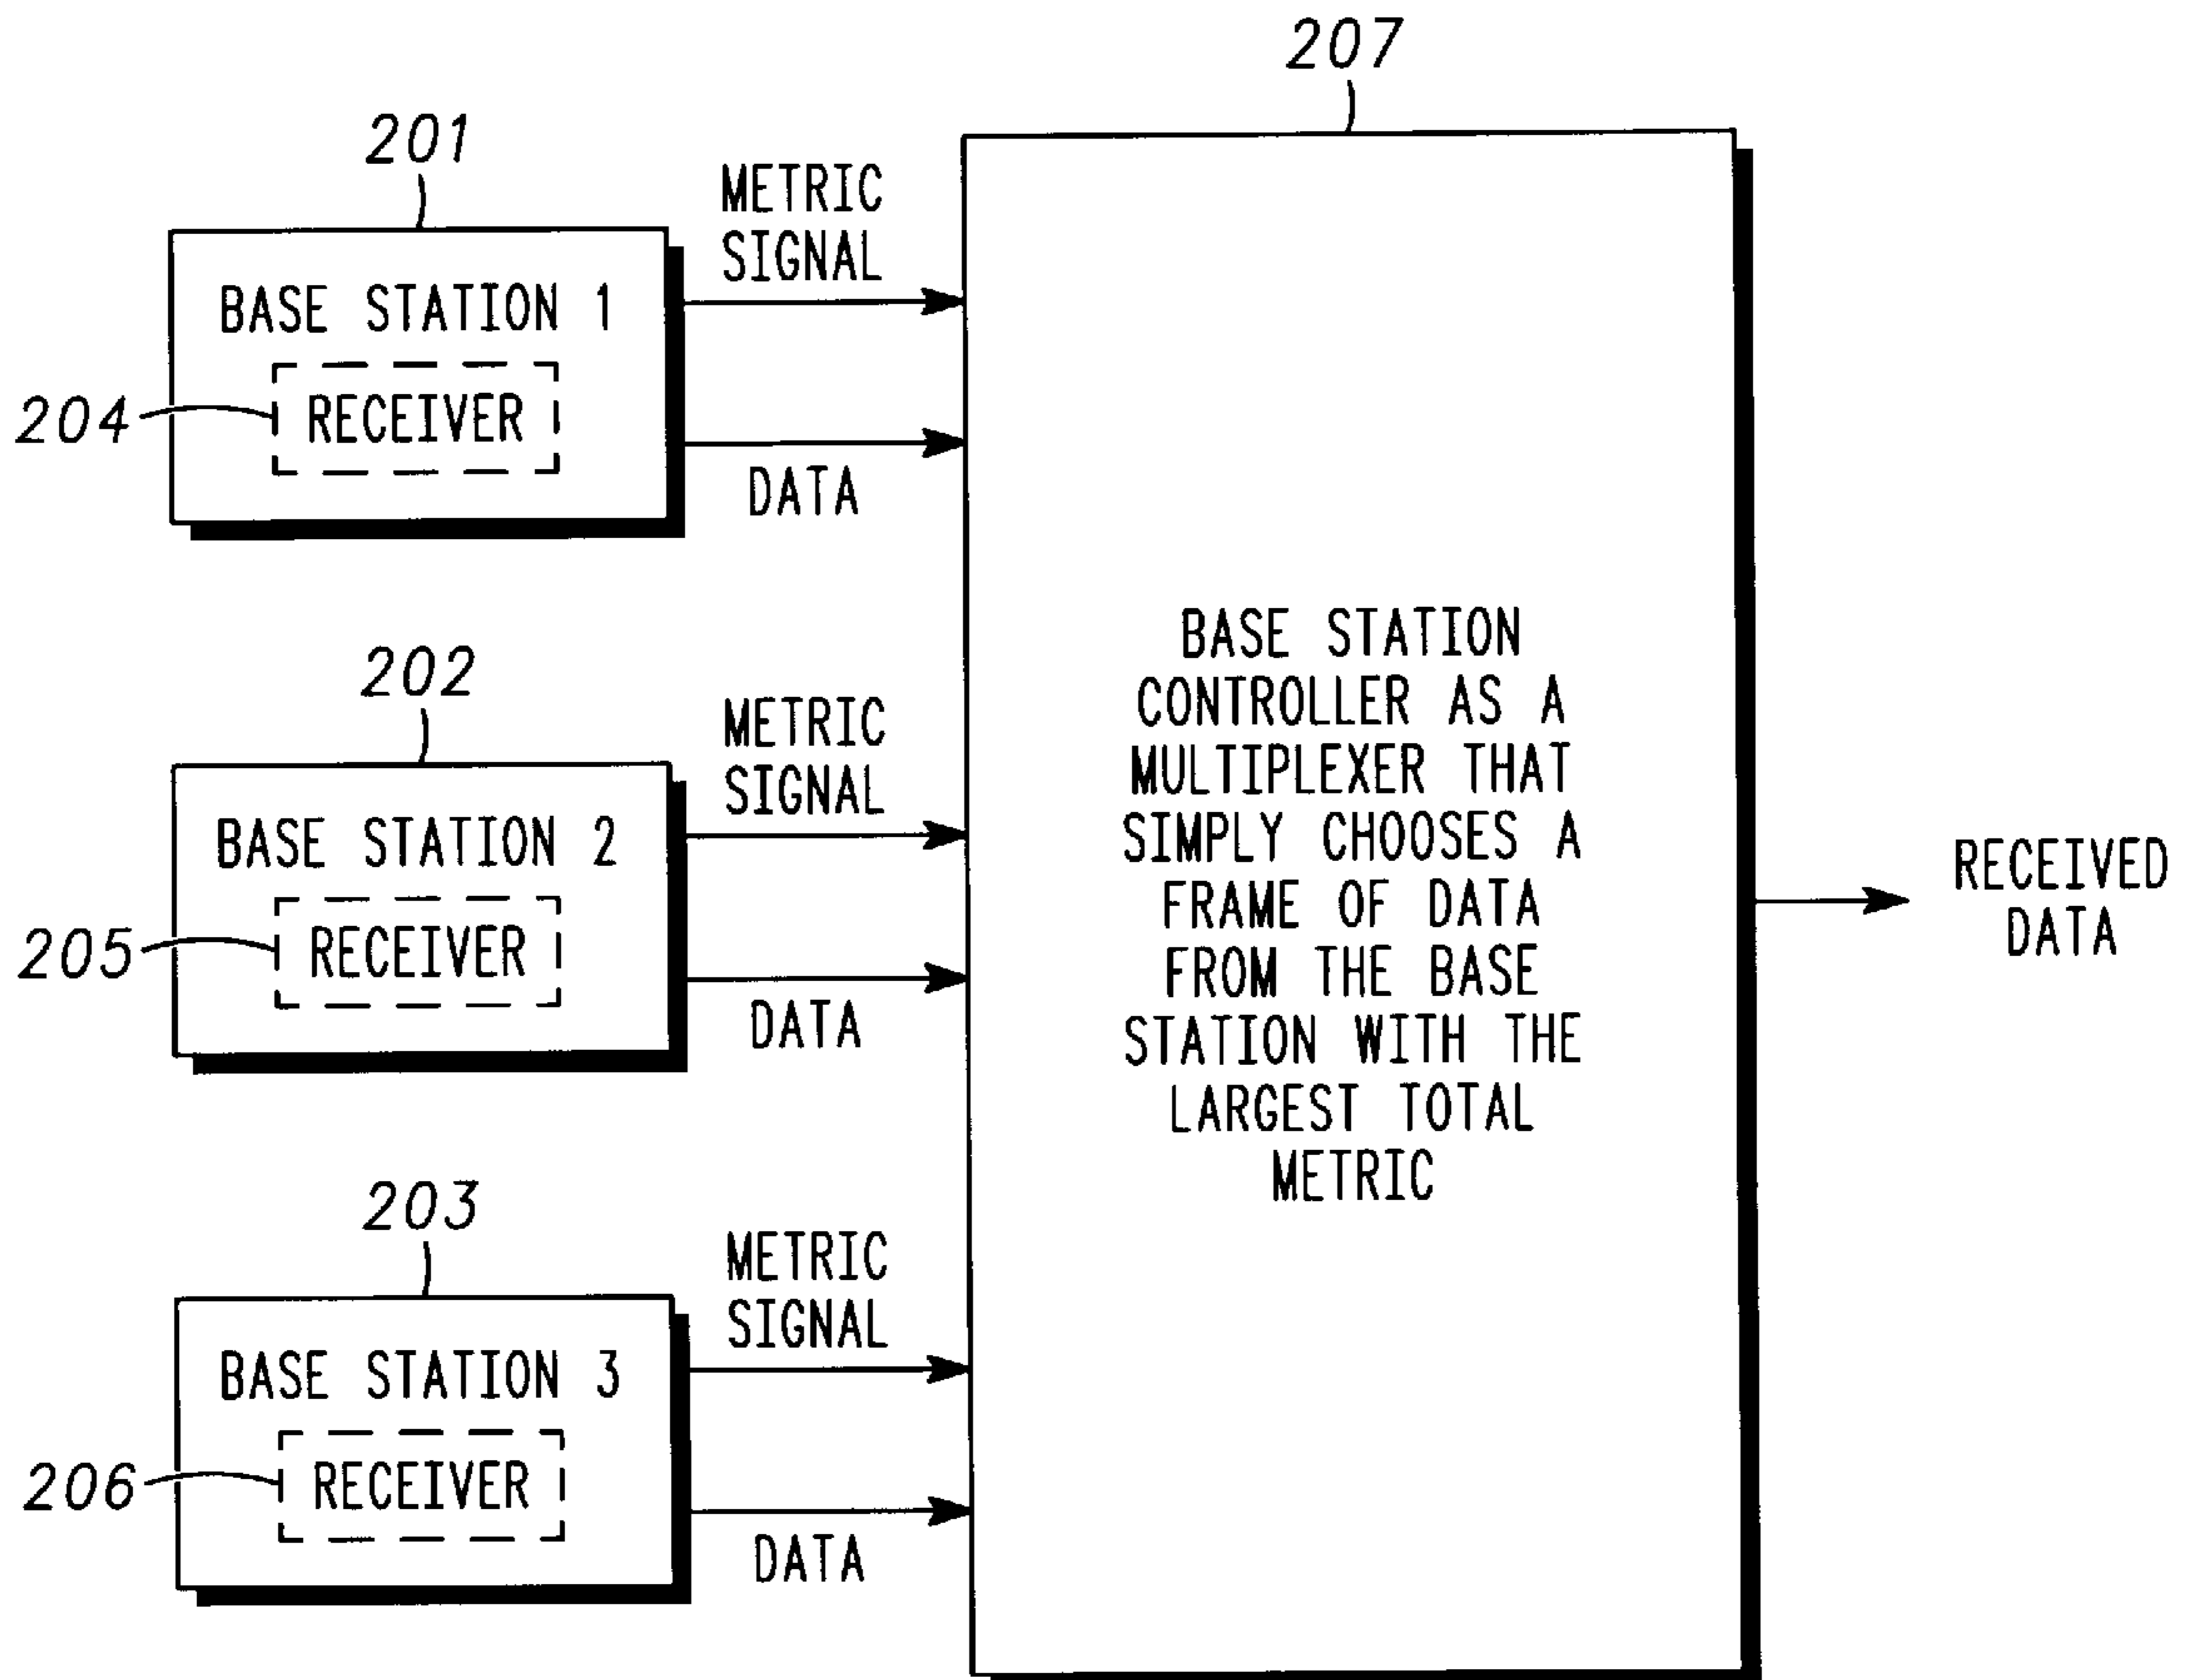 207
201
METRIC
SIGNAL
BASE STATION 1
204
RECEIVER
DATA
202
METRIC
SIGNAL
BASE STATION 2
205
RECEIVER
DATA
203
METRIC
SIGNAL
BASE STATION 3
206
RECEIVER
DATA
BASE STATION
CONTROLLER AS A
MULTIPLEXER THAT
SIMPLY CHOOSES A
FRAME OF DATA
FROM THE BASE
STATION WITH THE
LARGEST TOTAL
METRIC
RECEIVED
DATA